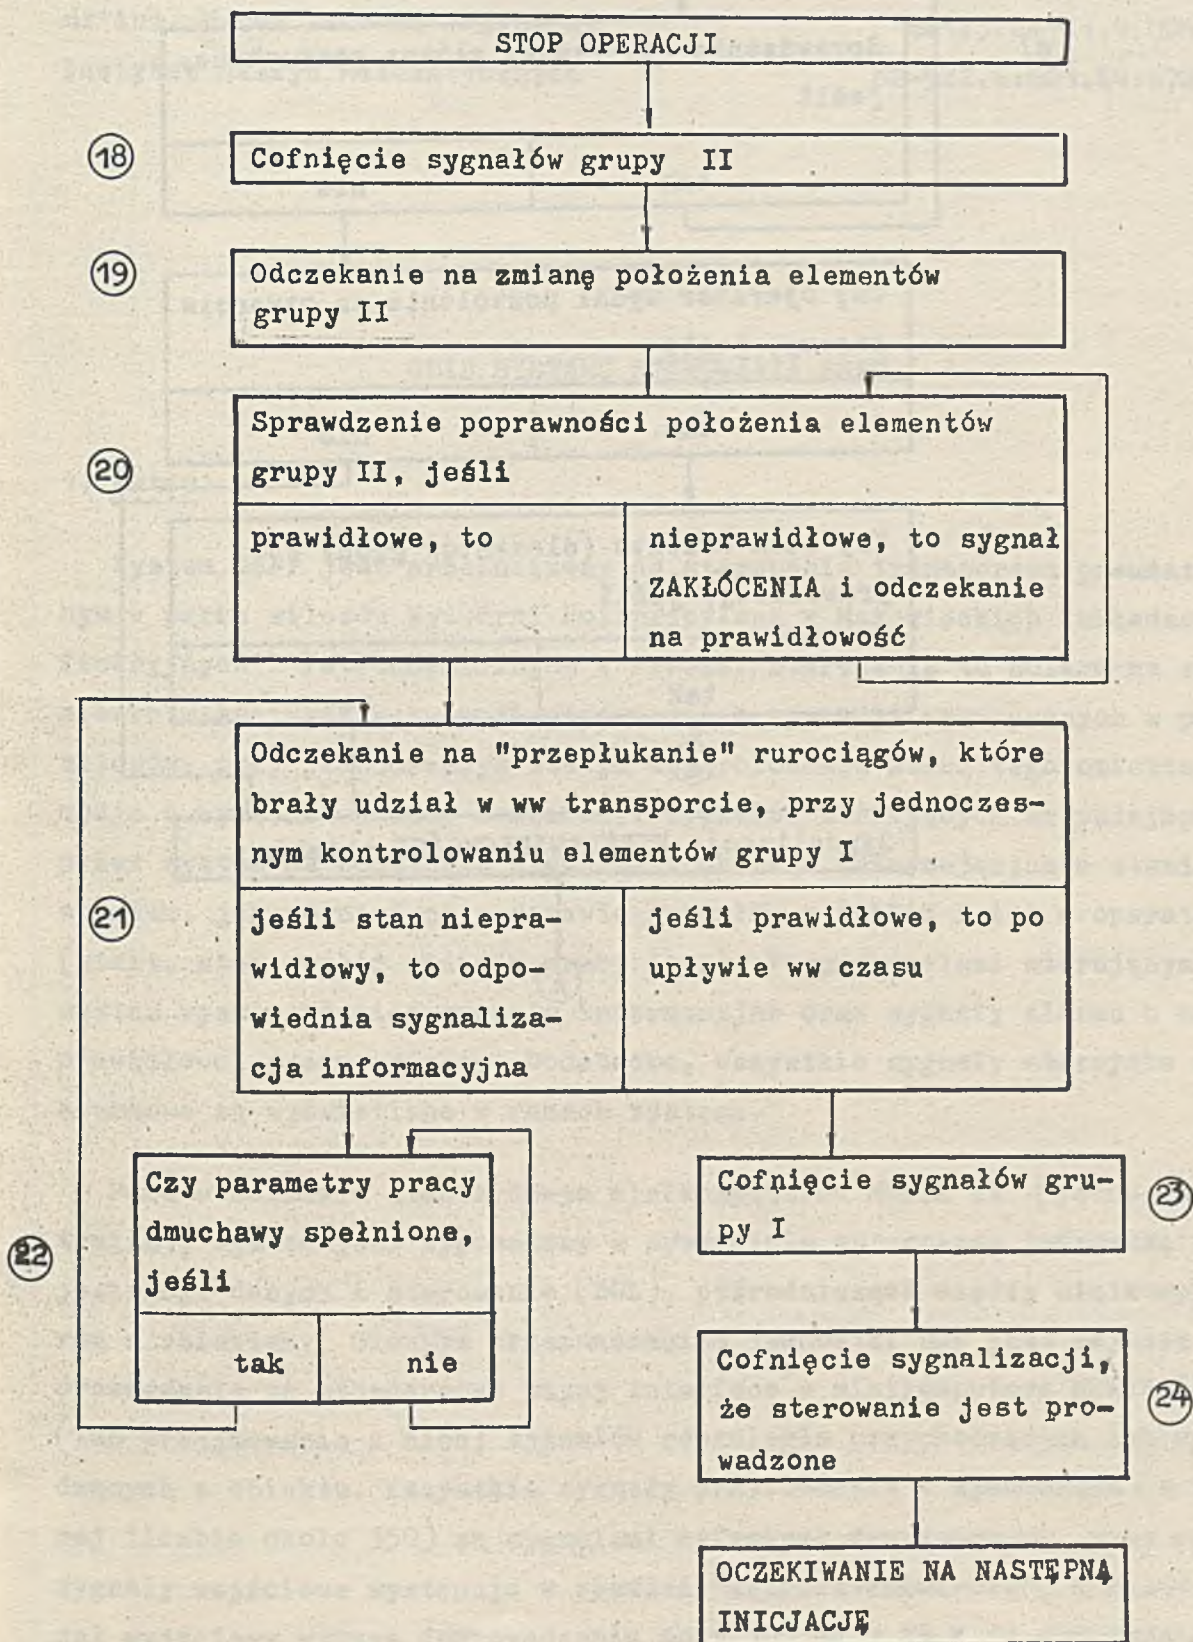 STOP OPERACJI
18
Cofnięcie sygnałów grupy II
19
Odczekanie na zmianę położenia elementów
grupy II
20
Sprawdzenie poprawności położenia elementów
grupy II, jeśli
prawidłowe, to
nieprawidłowe, to sygnał
ZAKŁÓCENIA i odczekanie
na prawidłowość
21
Odczekanie na "przepłukanie" rurociągów, które
brały udział w ww transporcie, przy jednoczes-
nym kontrolowaniu elementów grupy I
jeśli stan niepra-
widłowy, to odpo-
wiednia sygnaliza-
cja informacyjna
jeśli prawidłowe, to po
upływie ww czasu
22
Czy parametry pracy
dmuchawy spełnione,
jeśli
tak
nie
Cofnięcie sygnałów gru-
py I
23
Cofnięcie sygnalizacji,
że sterowanie jest pro-
wadzone
24
OCZEKIWANIE NA NASTĘPNĄ
INICJACJĘ